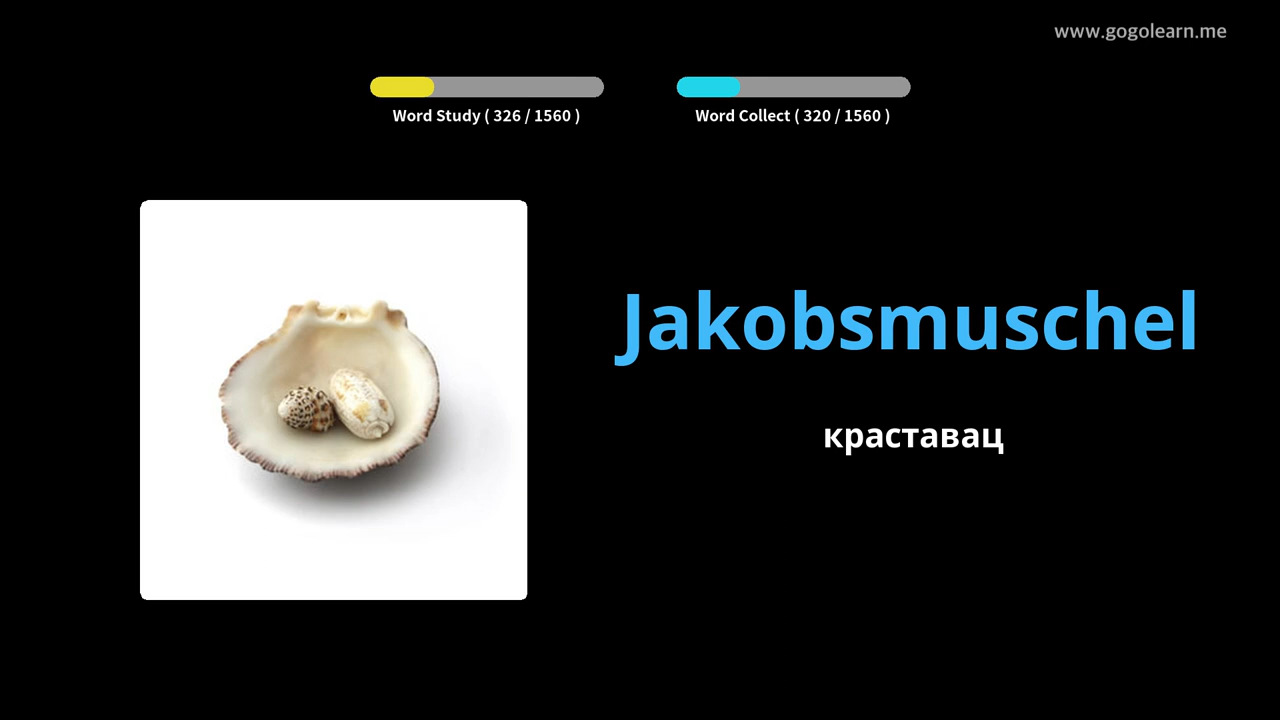 www.gogolearn.me
Word Study ( 326 / 1560 )
Word Collect ( 320 / 1560 )
Jakobsmuschel
краставац